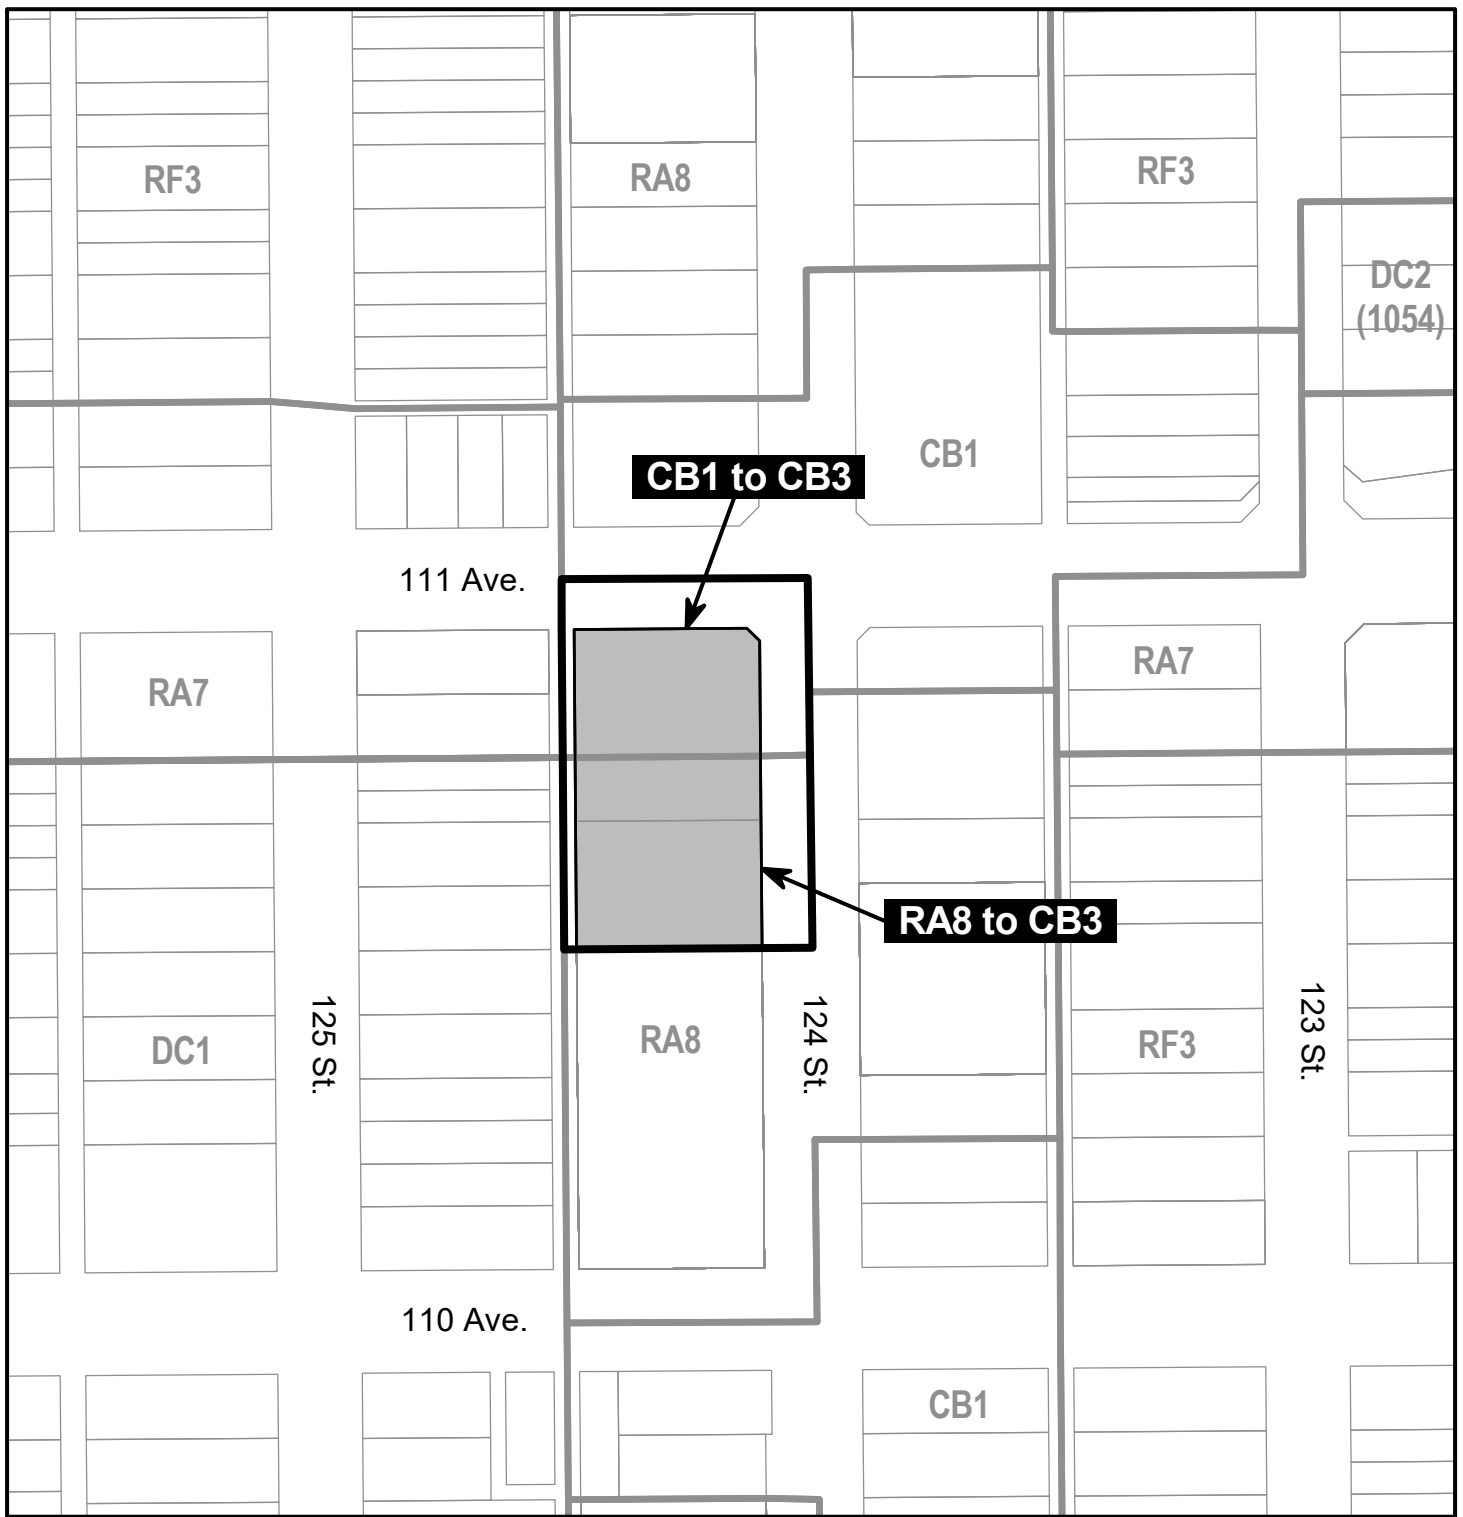 RF3
RA8
RF3
DC2
(1054)
CB1
CB1 to CB3
111 Ave.
RA7
RA7
RA8 to CB3
125 St.
124 St.
123 St.
DC1
RA8
RF3
110 Ave.
CB1